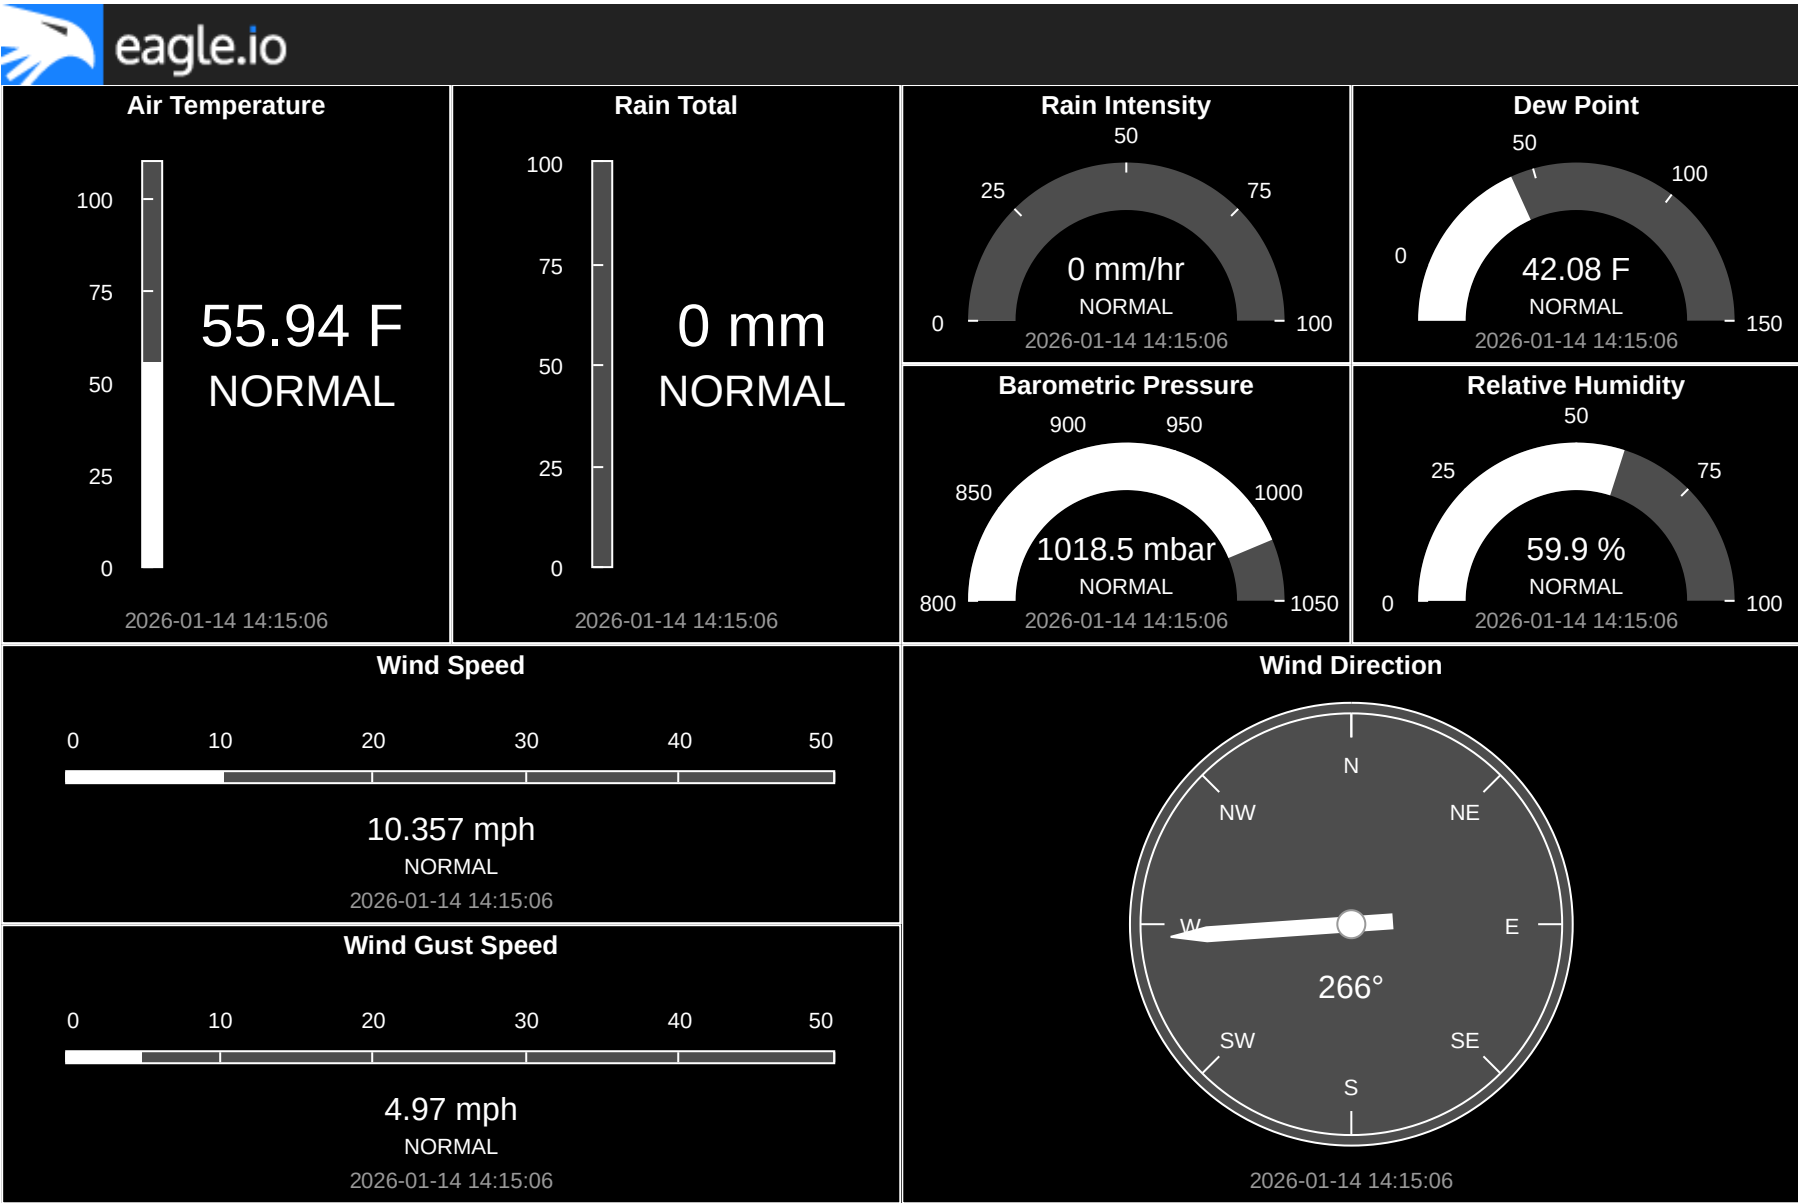 eagle.io
Air Temperature
100
75
50
25
0
55.94 F
NORMAL
2026-01-14 14:15:06
Rain Total
100
75
50
25
0
0 mm
NORMAL
2026-01-14 14:15:06
Rain Intensity
0
25
50
75
100
0 mm/hr
NORMAL
2026-01-14 14:15:06
Dew Point
0
50
100
150
42.08 F
NORMAL
2026-01-14 14:15:06
Barometric Pressure
800
850
900
950
1000
1050
1018.5 mbar
NORMAL
2026-01-14 14:15:06
Relative Humidity
0
25
50
75
100
59.9 %
NORMAL
2026-01-14 14:15:06
Wind Speed
0 10 20 30 40 50
10.357 mph
NORMAL
2026-01-14 14:15:06
Wind Gust Speed
0 10 20 30 40 50
4.97 mph
NORMAL
2026-01-14 14:15:06
Wind Direction
N
NW NE
W E
266°
SW SE
S
2026-01-14 14:15:06